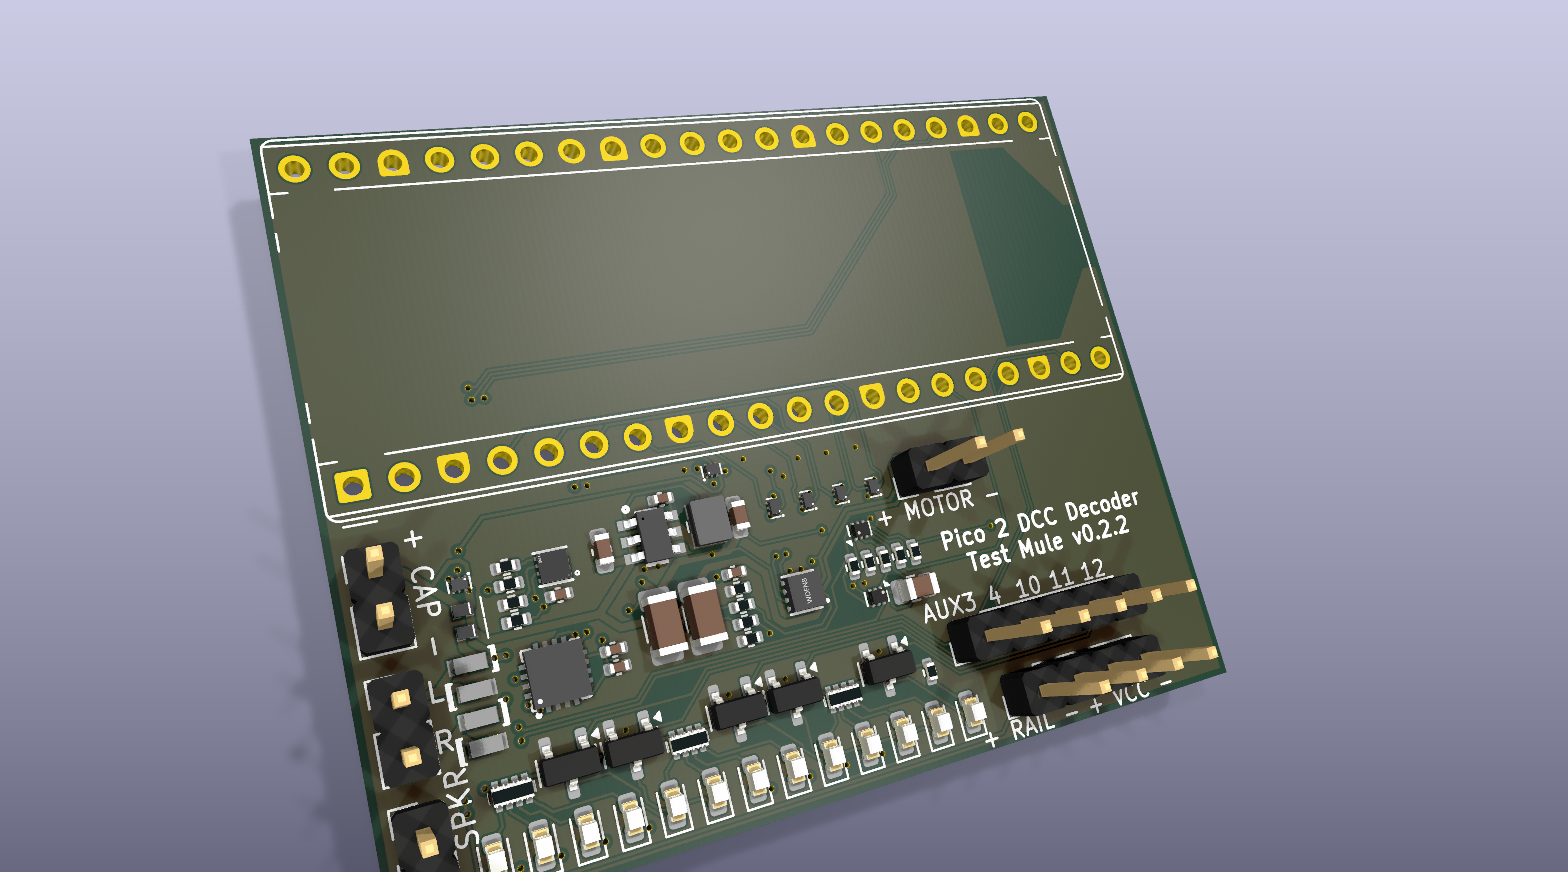 + MOTOR -
Pico 2 DCC Decoder
Test Mule v0.2.2
+ CAP -
AUX3 4 10 11 12
L
R
SPKR
+ RAIL - + VCC -